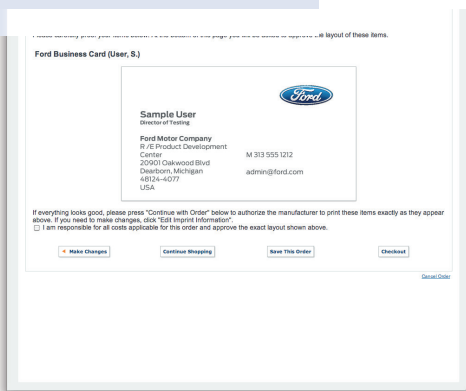 Please carefully proof your items below. At the bottom of this page you will be asked to approve the layout of these items.
Ford Business Card (User, S.)
Ford
Sample User
Director of Testing
Ford Motor Company
R /E Product Development
Center
20901 Oakwood Blvd
Dearborn, Michigan
48124-4077
USA
M 313 555 1212
admin@ford.com
If everything looks good, please press "Continue with Order" below to authorize the manufacturer to print these items exactly as they appear
above. If you need to make changes, click "Edit Imprint Information".
I am responsible for all costs applicable for this order and approve the exact layout shown above.
Make Changes
Continue Shopping
Save This Order
Checkout
Cancel Order